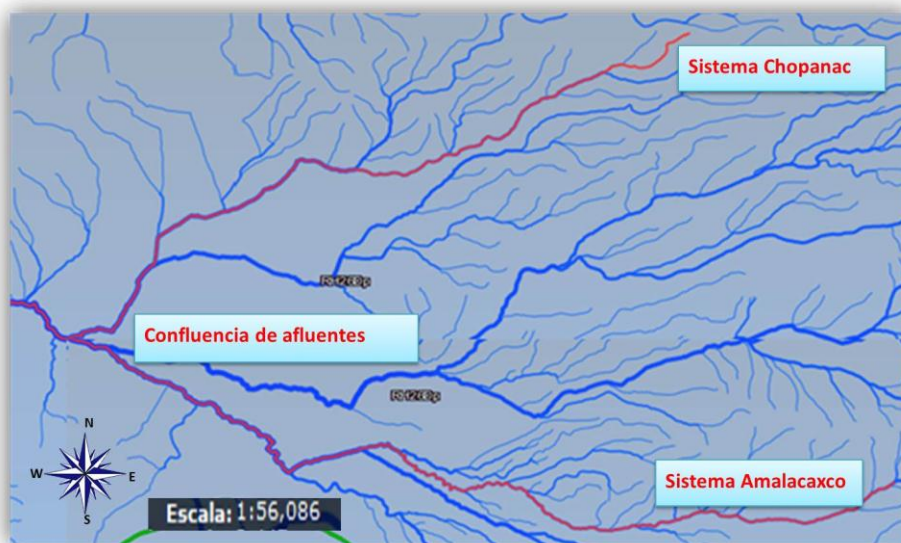 Sistema Chopanac
Confluencia de afluentes
N
W
E
S
Sistema Amalacaxco
Escala: 1:56,086